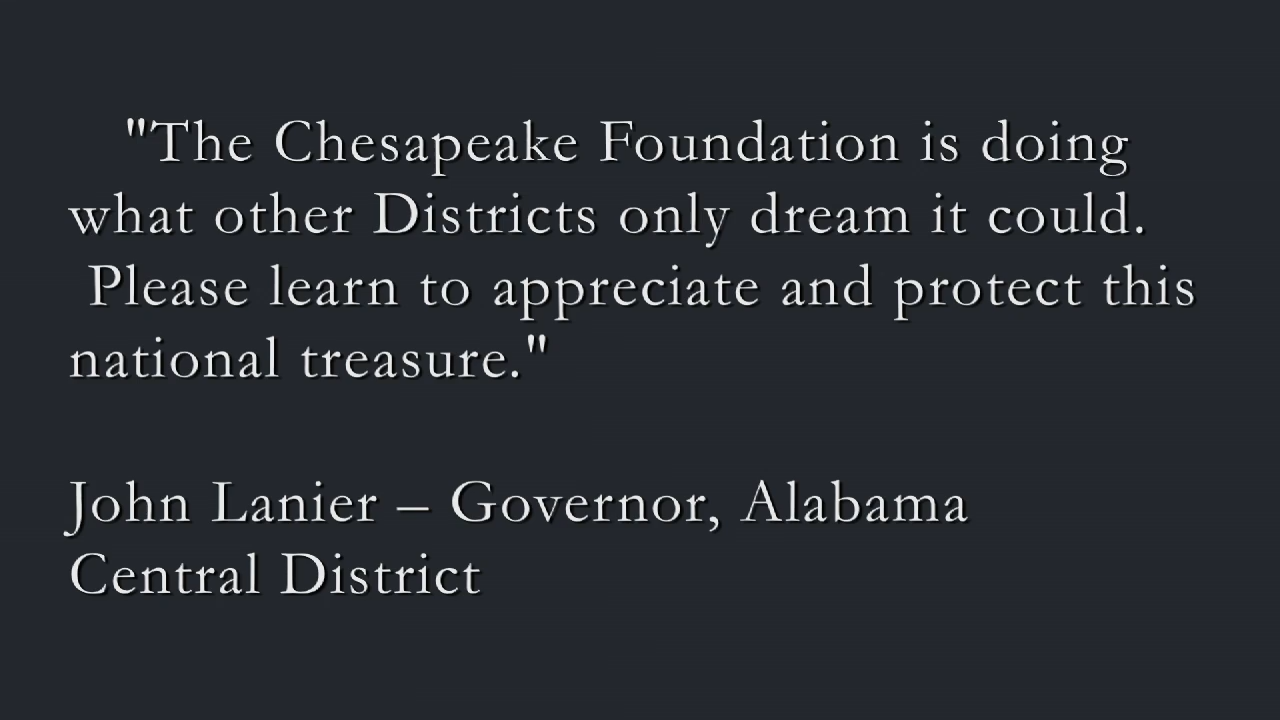 "The Chesapeake Foundation is doing
what other Districts only dream it could.
Please learn to appreciate and protect this
national treasure."
John Lanier – Governor, Alabama
Central District